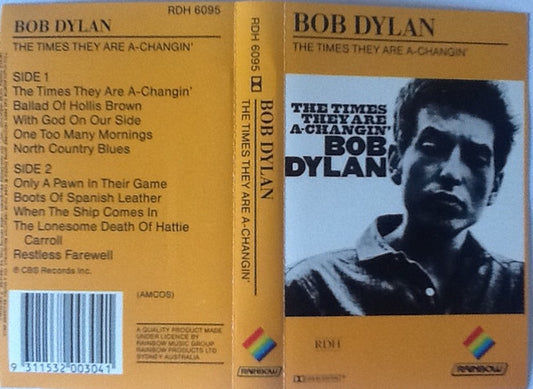 RDH 6095
BOB DYLAN
THE TIMES THEY ARE A-CHANGIN'
SIDE 1
The Times They Are A-Changin'
Ballad Of Hollis Brown
With God On Our Side
One Too Many Mornings
North Country Blues
SIDE 2
Only A Pawn In Their Game
Boots Of Spanish Leather
When The Ship Comes In
The Lonesome Death Of Hattie
Carroll
Restless Farewell
℗ CBS Records Inc.
(AMCOS)
9 311532 003041
A QUALITY PRODUCT MADE
UNDER LICENCE BY
RAINBOW MUSIC GROUP
RAINBOW PRODUCTS LTD
SYDNEY AUSTRALIA
RDH 6095
BOB DYLAN
THE TIMES THEY ARE A-CHANGIN'
RAINBOW
BOB DYLAN
THE TIMES THEY ARE A-CHANGIN'
THE TIMES
THEY ARE
A-CHANGIN'
BOB
DYLAN
RDH
RAINBOW